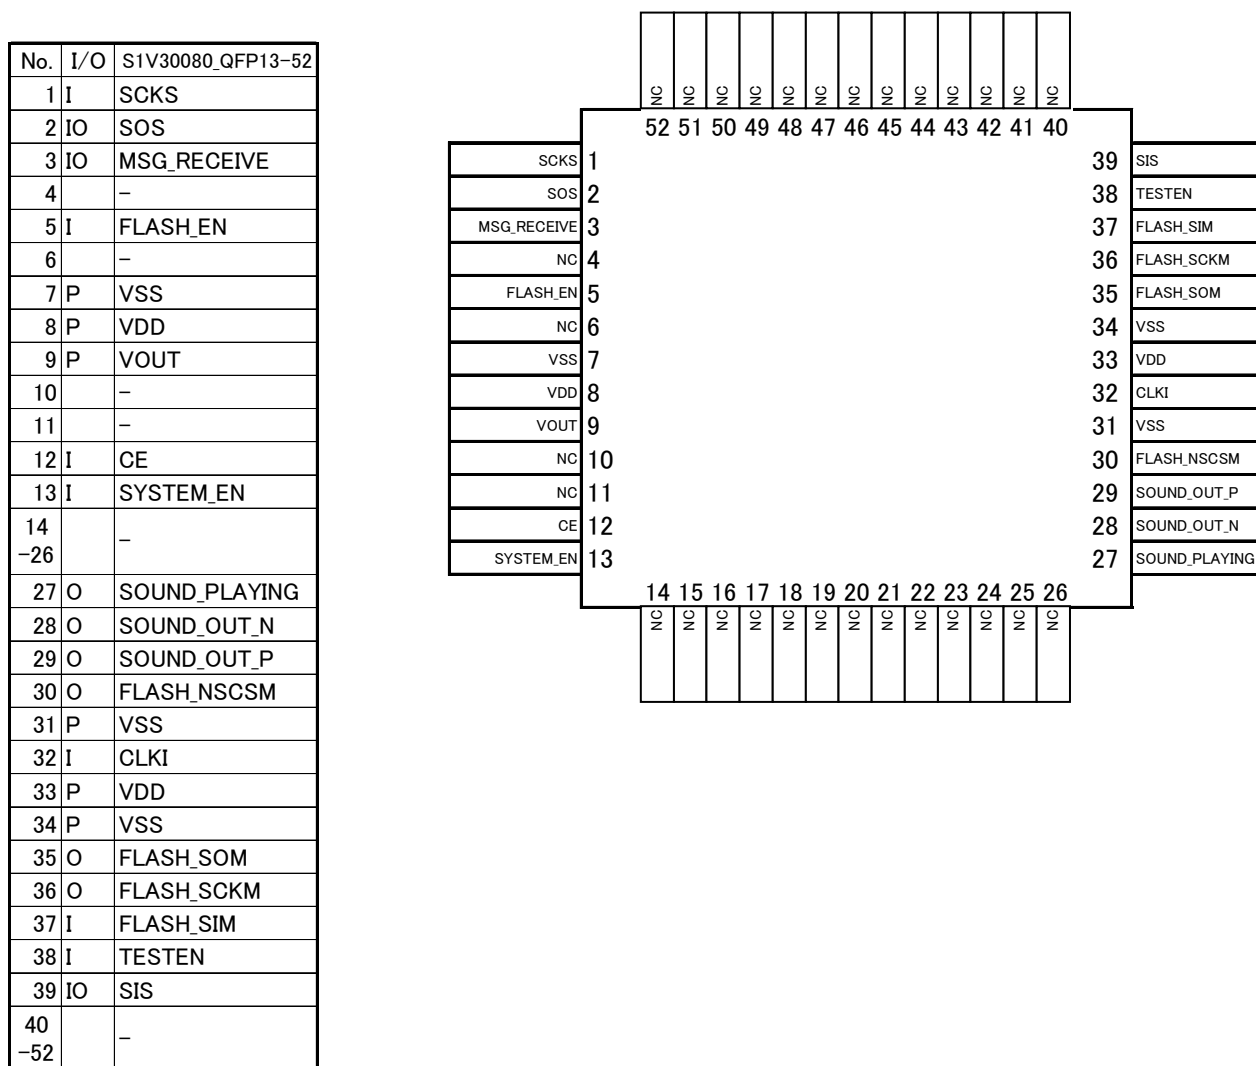 No. I/O S1V30080_QFP13-52
1 I SCKS
2 IO SOS
3 IO MSG_RECEIVE
4 -
5 I FLASH_EN
6 -
7 P VSS
8 P VDD
9 P VOUT
10 -
11 -
12 I CE
13 I SYSTEM_EN
14
-26 -
27 O SOUND_PLAYING
28 O SOUND_OUT_N
29 O SOUND_OUT_P
30 O FLASH_NSCSM
31 P VSS
32 I CLKI
33 P VDD
34 P VSS
35 O FLASH_SOM
36 O FLASH_SCKM
37 I FLASH_SIM
38 I TESTEN
39 IO SIS
40
-52 -
NC NC NC NC NC NC NC NC NC NC NC NC NC
52 51 50 49 48 47 46 45 44 43 42 41 40
SCKS 1
SOS 2
MSG_RECEIVE 3
NC 4
FLASH_EN 5
NC 6
VSS 7
VDD 8
VOUT 9
NC 10
NC 11
CE 12
SYSTEM_EN 13
39 SIS
38 TESTEN
37 FLASH_SIM
36 FLASH_SCKM
35 FLASH_SOM
34 VSS
33 VDD
32 CLKI
31 VSS
30 FLASH_NSCSM
29 SOUND_OUT_P
28 SOUND_OUT_N
27 SOUND_PLAYING
14 15 16 17 18 19 20 21 22 23 24 25 26
NC NC NC NC NC NC NC NC NC NC NC NC NC